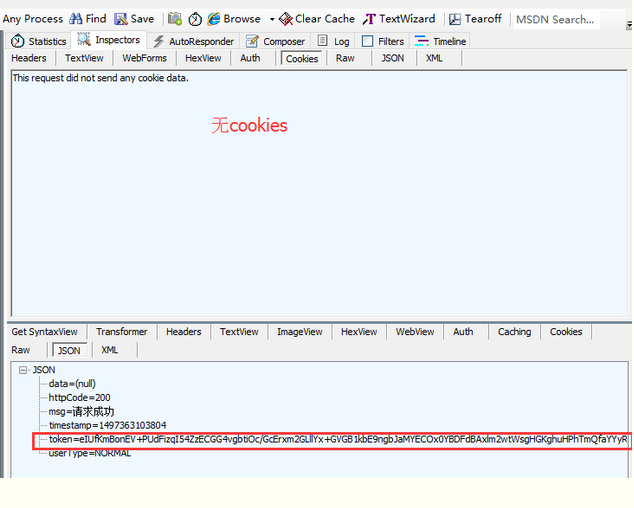 Any Process Find Save Browse Clear Cache TextWizard Tearoff MSDN Search...
Statistics Inspectors AutoResponder Composer Log Filters Timeline
Headers TextView WebForms HexView Auth Cookies Raw JSON XML
This request did not send any cookie data.
无cookies
Get SyntaxView Transformer Headers TextView ImageView HexView WebView Auth Caching Cookies
Raw JSON XML
JSON
data=(null)
httpCode=200
msg=请求成功
timestamp=1497363103804
token=eIUfKmBonEV+PUdFizqI54ZzECGG4vgbtiOc/GcErxm2GLllYx+GVGB1kbE9ngbJaMYECOx0YBDFdBAxlm2wtWsgHGKghuHPhTmQfaYYyR
userType=NORMAL